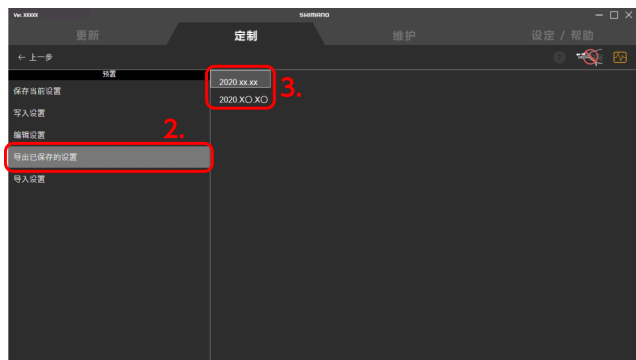 Ver. XXXXX
SHIMANO
更新
定制
维护
设定 / 帮助
← 上一步
预置
保存当前设置
写入设置
编辑设置
导出已保存的设置
导入设置
2020.xx.xx
2020.X○.X○
2.
3.